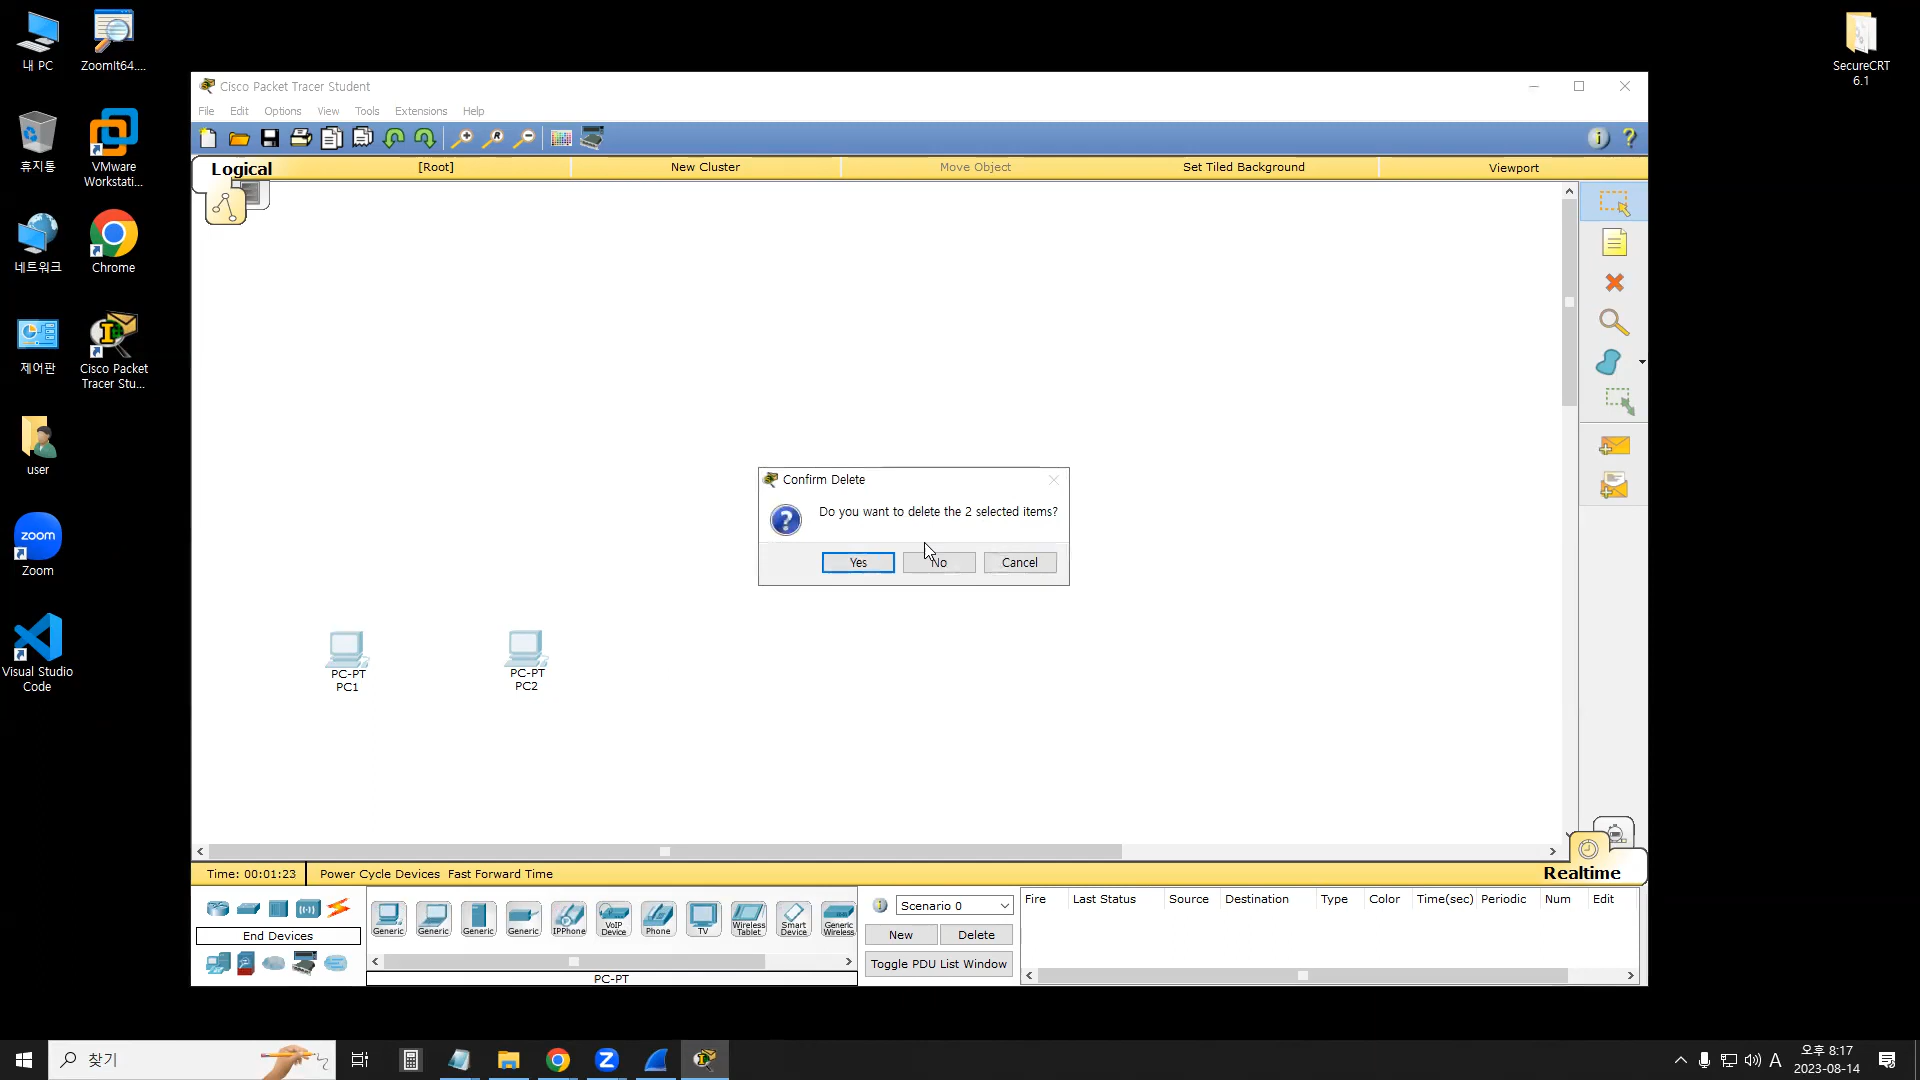 내 PC
ZoomIt64....
휴지통
VMware
Workstati...
네트워크
Chrome
제어판
Cisco Packet
Tracer Stu...
user
zoom
Zoom
Visual Studio
Code
SecureCRT
6.1
Cisco Packet Tracer Student
File Edit Options View Tools Extensions Help
Logical [Root] New Cluster Move Object Set Tiled Background Viewport
Confirm Delete
Do you want to delete the 2 selected items?
Yes No Cancel
PC-PT
PC1
PC-PT
PC2
Time: 00:01:23 Power Cycle Devices Fast Forward Time
Realtime
End Devices
Generic Generic Generic Generic IPPhone VoIP Device Phone TV Wireless Tablet Smart Device Generic Wireless
PC-PT
Scenario 0
New Delete
Toggle PDU List Window
Fire Last Status Source Destination Type Color Time(sec) Periodic Num Edit
찾기
A
오후 8:17
2023-08-14